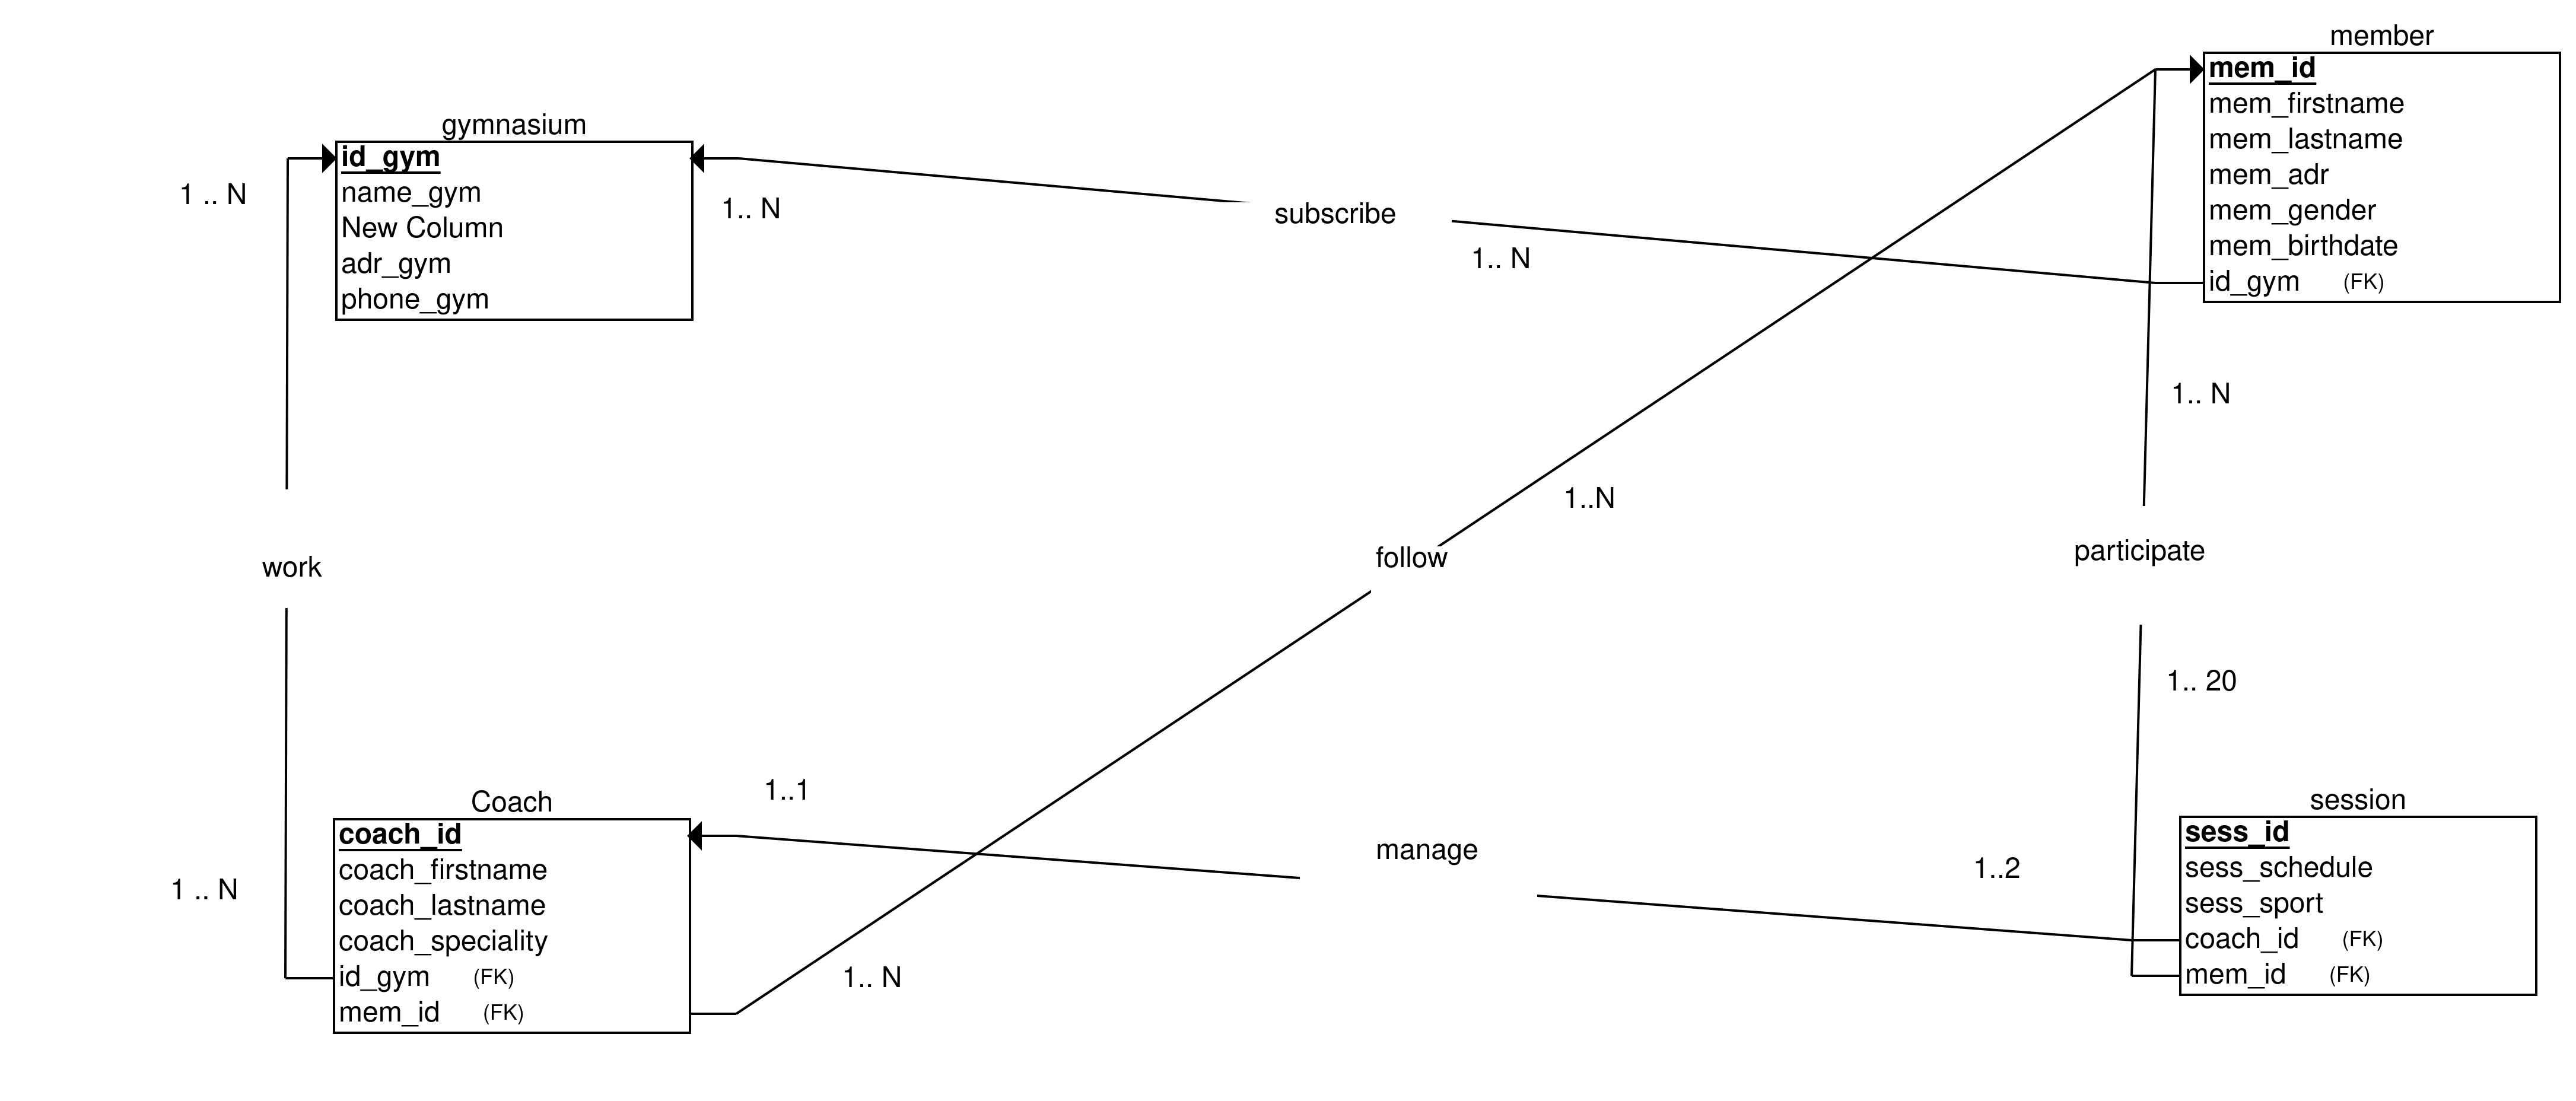 member
mem_id
mem_firstname
mem_lastname
mem_adr
mem_gender
mem_birthdate
id_gym (FK)
gymnasium
id_gym
name_gym
New Column
adr_gym
phone_gym
1 .. N
1.. N
subscribe
1.. N
1.. N
1..N
follow
participate
work
1.. 20
1..1
manage
1..2
1 .. N
1.. N
Coach
coach_id
coach_firstname
coach_lastname
coach_speciality
id_gym (FK)
mem_id (FK)
session
sess_id
sess_schedule
sess_sport
coach_id (FK)
mem_id (FK)